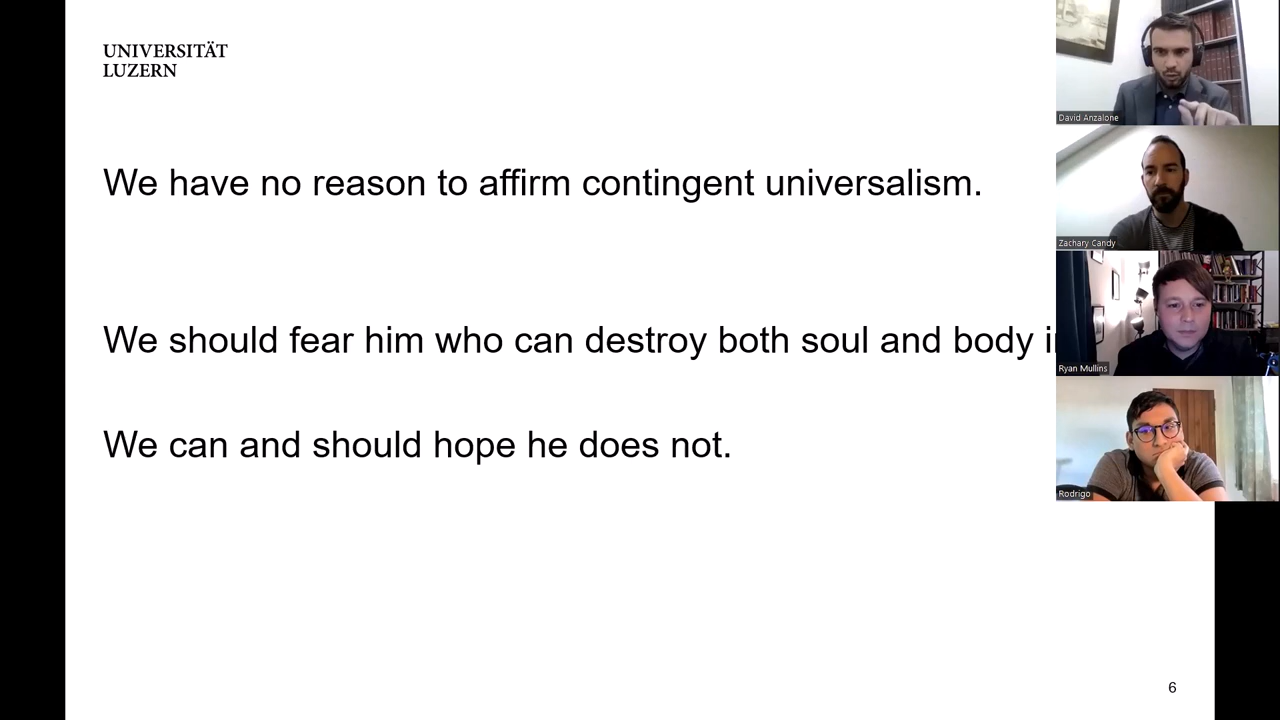 UNIVERSITÄT
LUZERN
We have no reason to affirm contingent universalism.
We should fear him who can destroy both soul and body
We can and should hope he does not.
6
David Anzalone
Zachary Candy
Ryan Mullins
Rodrigo